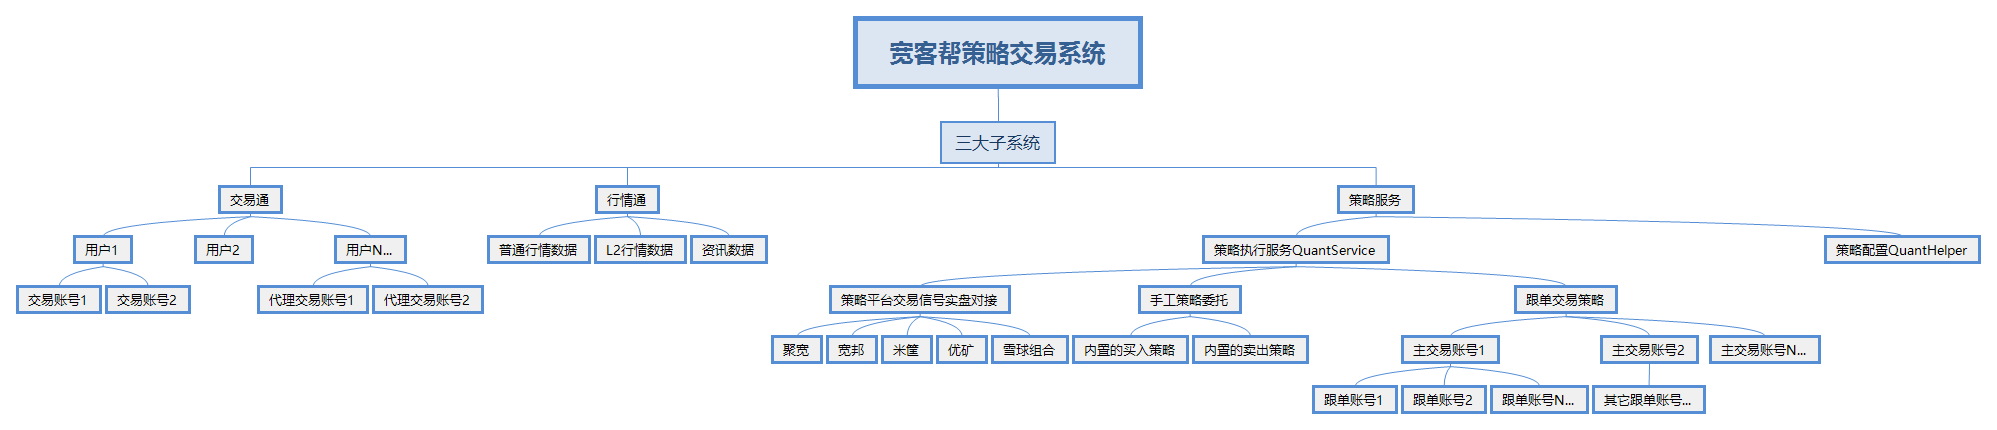 宽客帮策略交易系统
三大子系统
交易通
行情通
策略服务
用户1
用户2
用户N...
普通行情数据
L2行情数据
资讯数据
策略执行服务QuantService
策略配置QuantHelper
交易账号1
交易账号2
代理交易账号1
代理交易账号2
策略平台交易信号实盘对接
手工策略委托
跟单交易策略
聚宽
宽邦
米筐
优矿
雪球组合
内置的买入策略
内置的卖出策略
主交易账号1
主交易账号2
主交易账号N...
跟单账号1
跟单账号2
跟单账号N...
其它跟单账号...